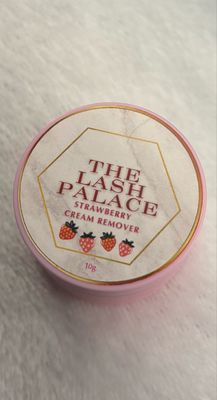 THE
LASH
PALACE
STRAWBERRY
CREAM REMOVER
10g